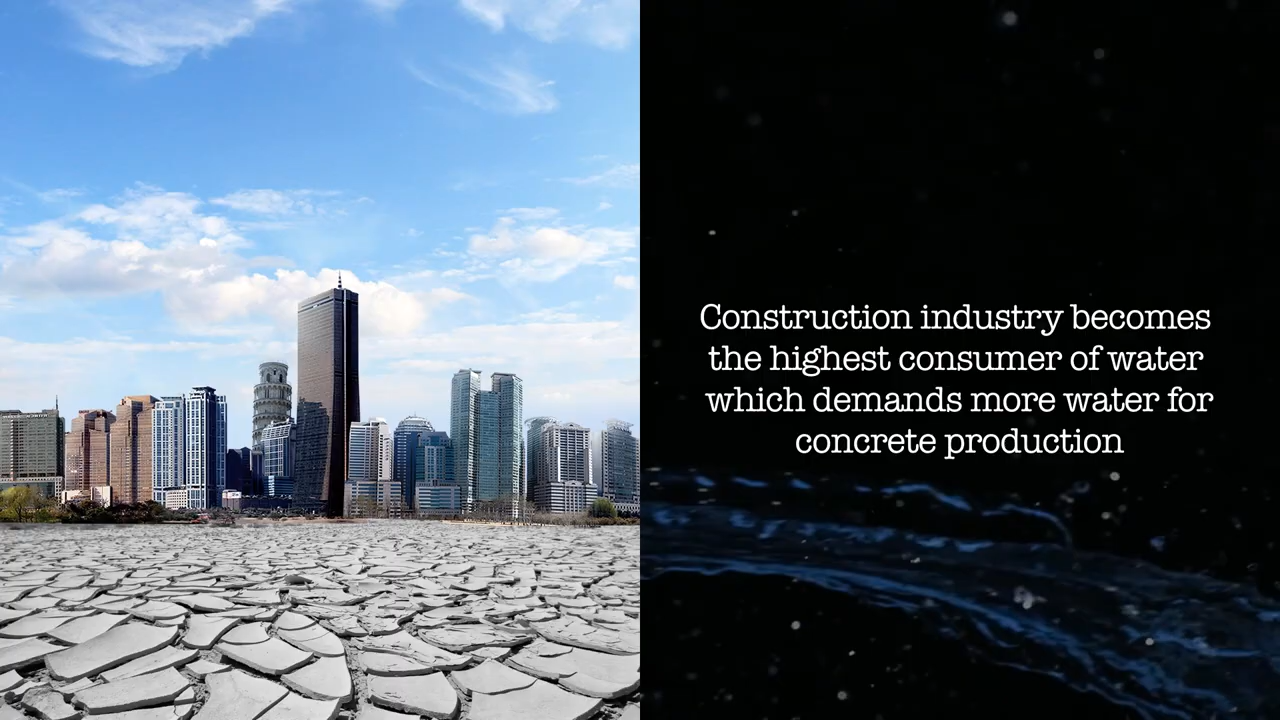 Construction industry becomes
the highest consumer of water
which demands more water for
concrete production